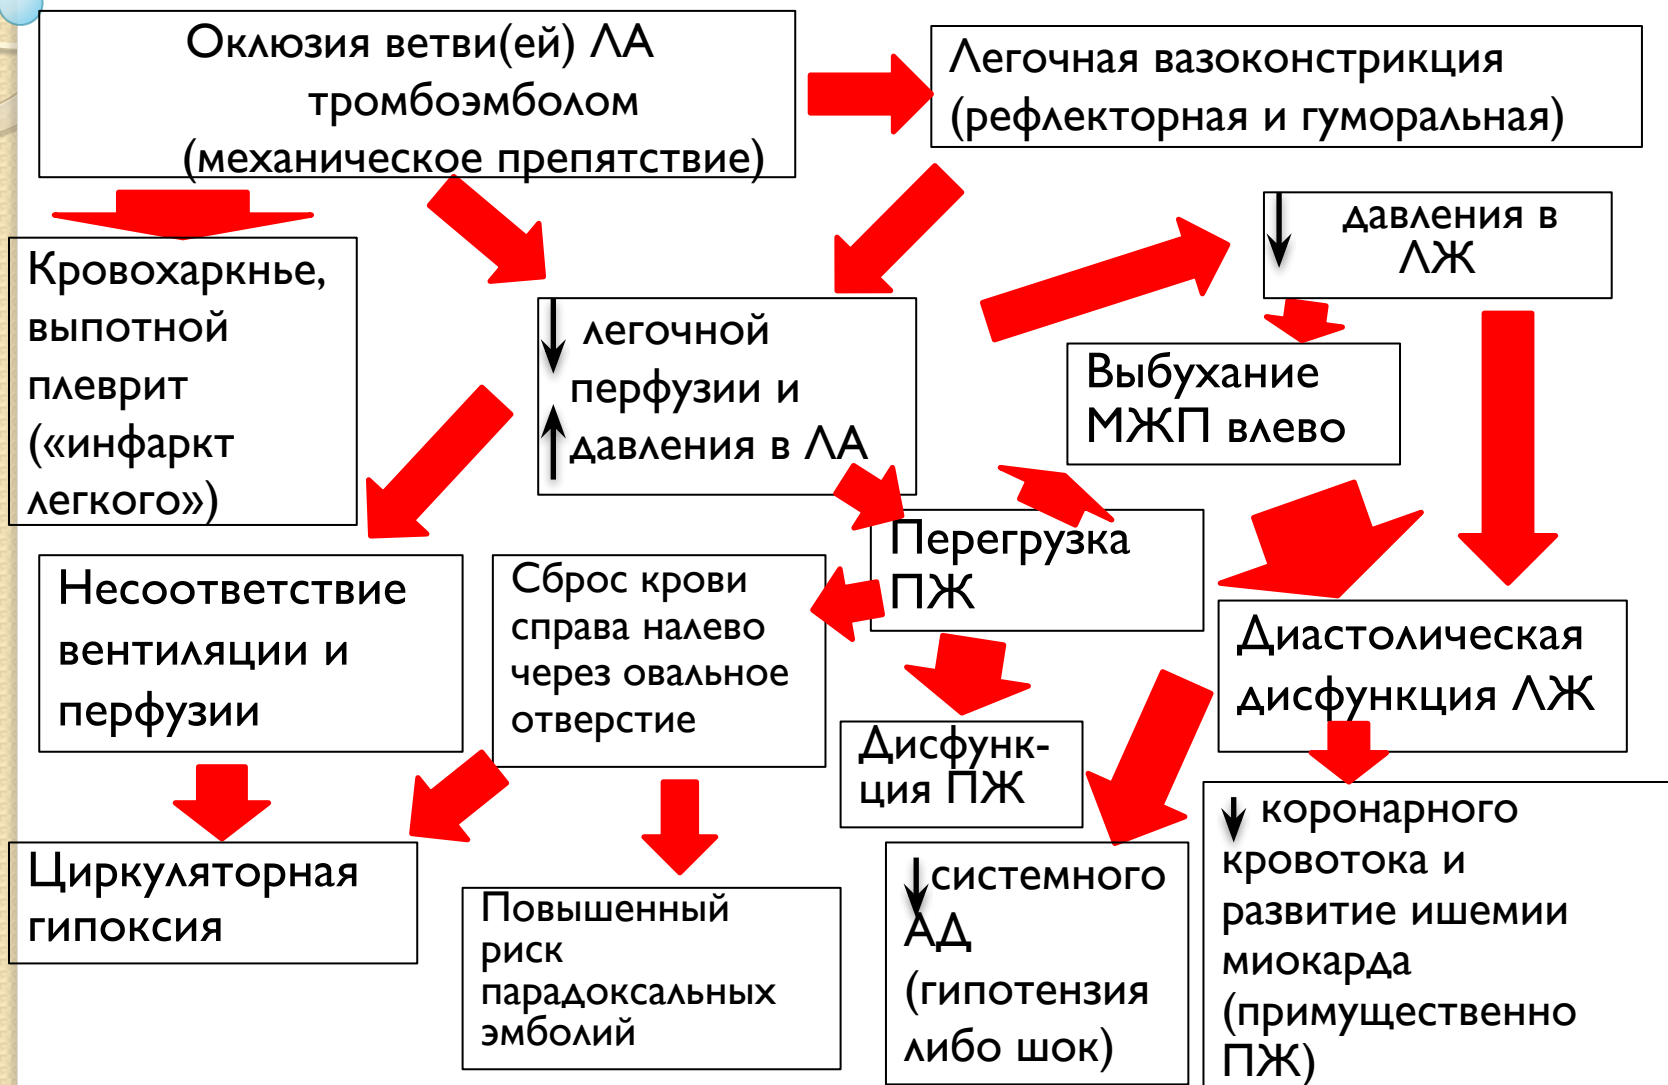 Оклюзия ветви(ей) ЛА
тромбоэмболом
(механическое препятствие)
Легочная вазоконстрикция
(рефлекторная и гуморальная)
давления в
ЛЖ
Кровохаркнье,
выпотной
плеврит
(«инфаркт
легкого»)
легочной
перфузии и
давления в ЛА
Выбухание
МЖП влево
Перегрузка
ПЖ
Несоответствие
вентиляции и
перфузии
Сброс крови
справа налево
через овальное
отверстие
Диастолическая
дисфункция ЛЖ
Дисфунк-
ция ПЖ
Циркуляторная
гипоксия
Повышенный
риск
парадоксальных
эмболий
системного
АД
(гипотензия
либо шок)
коронарного
кровотока и
развитие ишемии
миокарда
(примущественно
ПЖ)